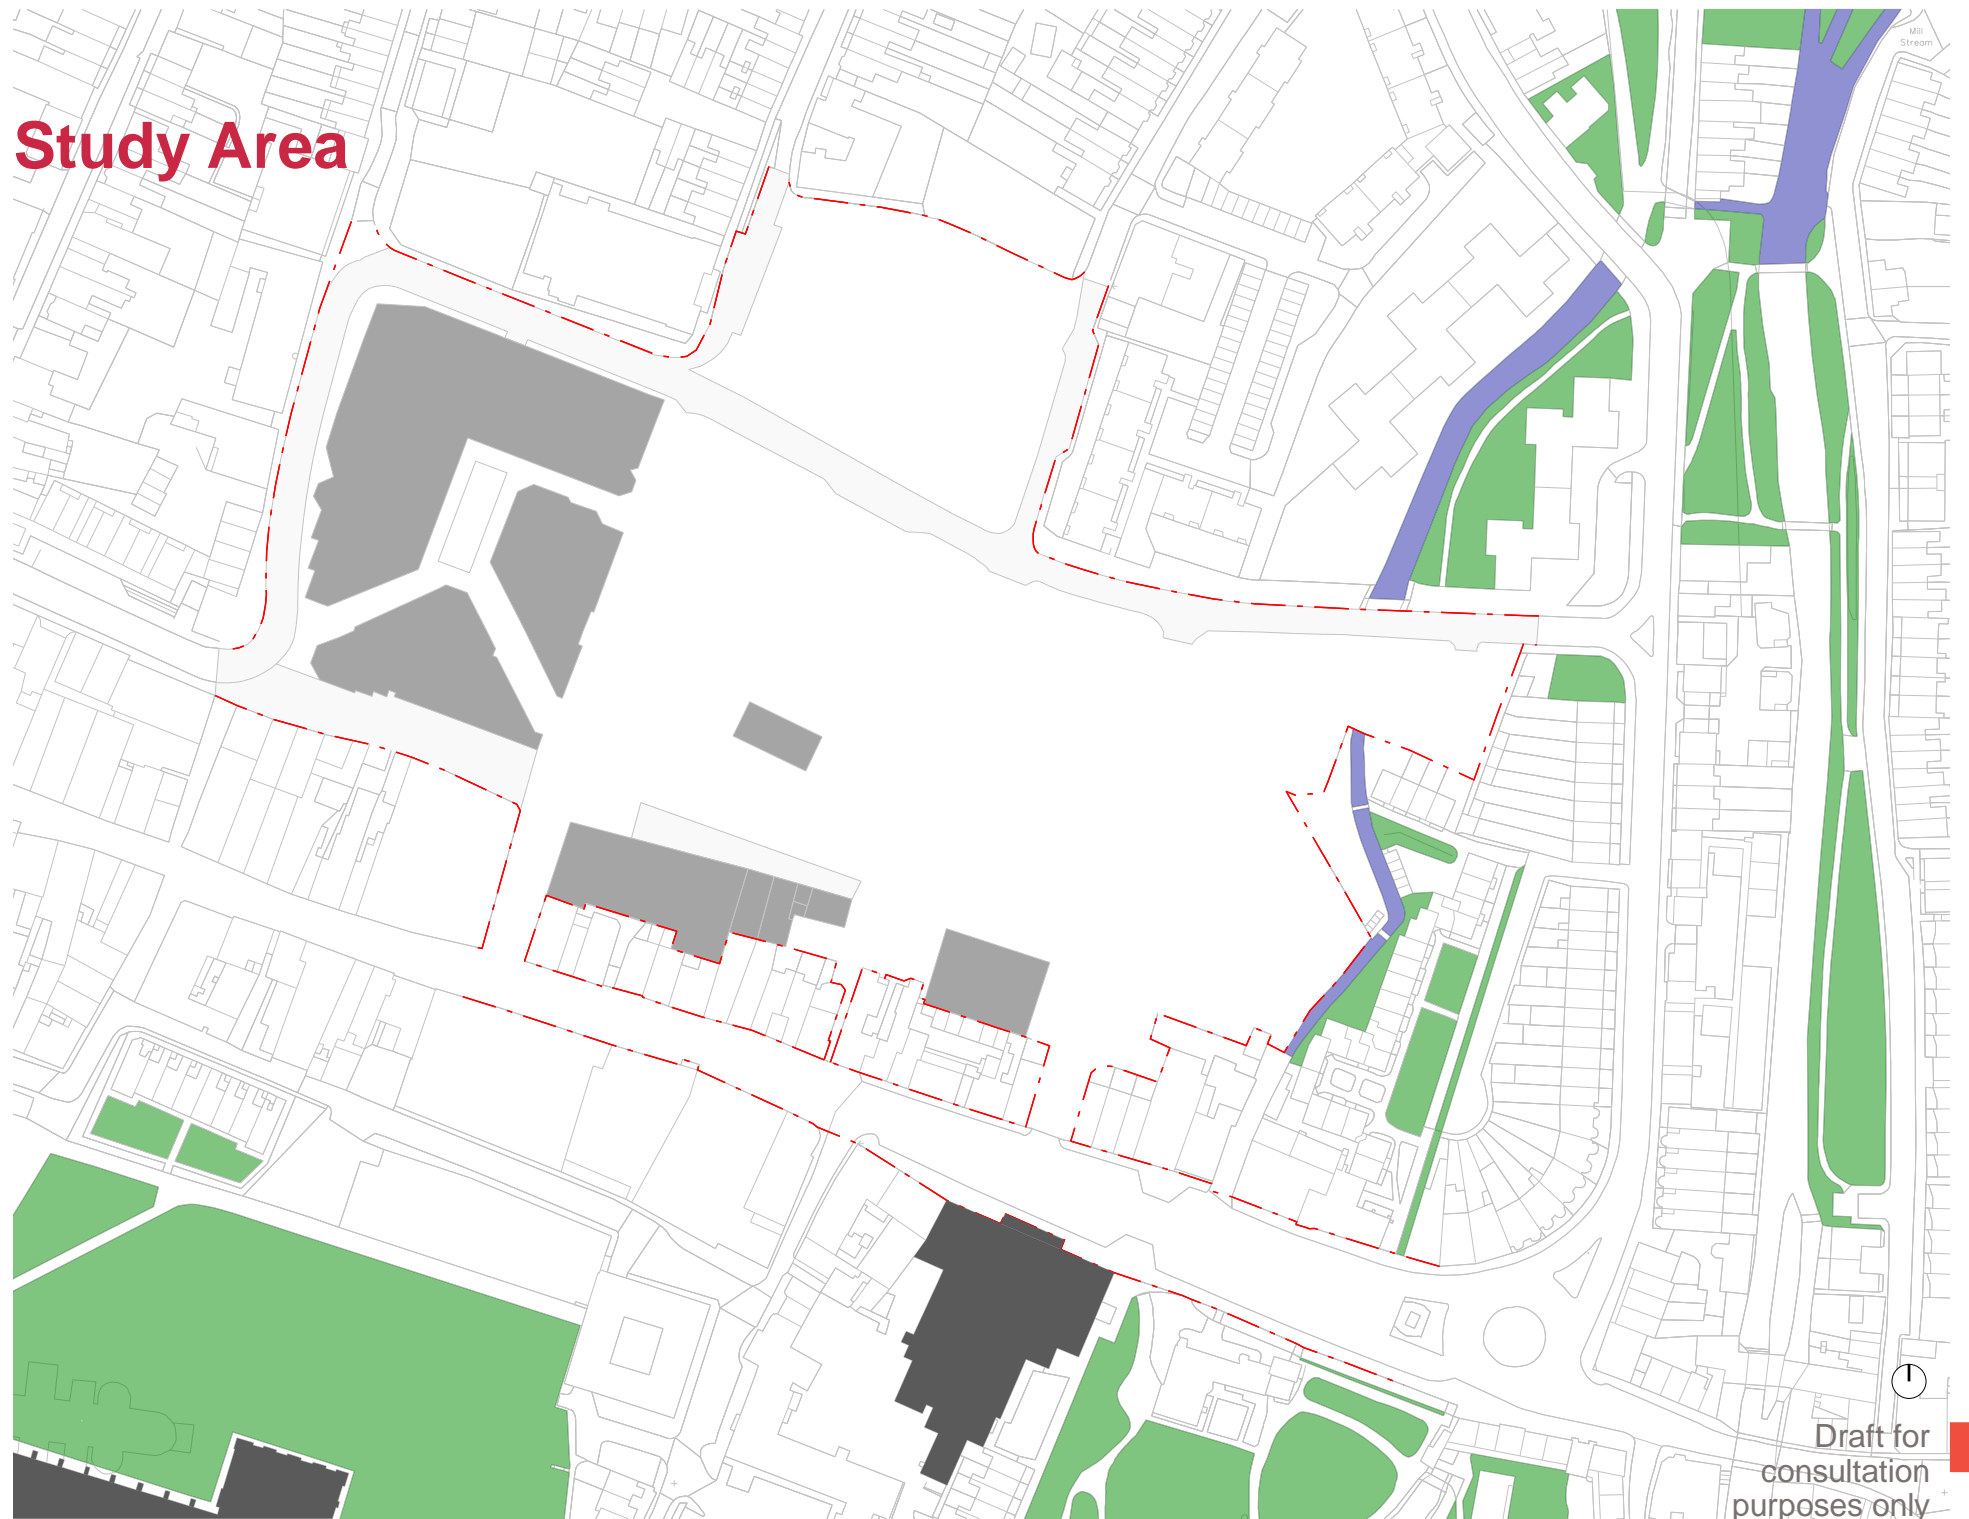 Mill
Stream
Study Area
Draft for
consultation
purposes only